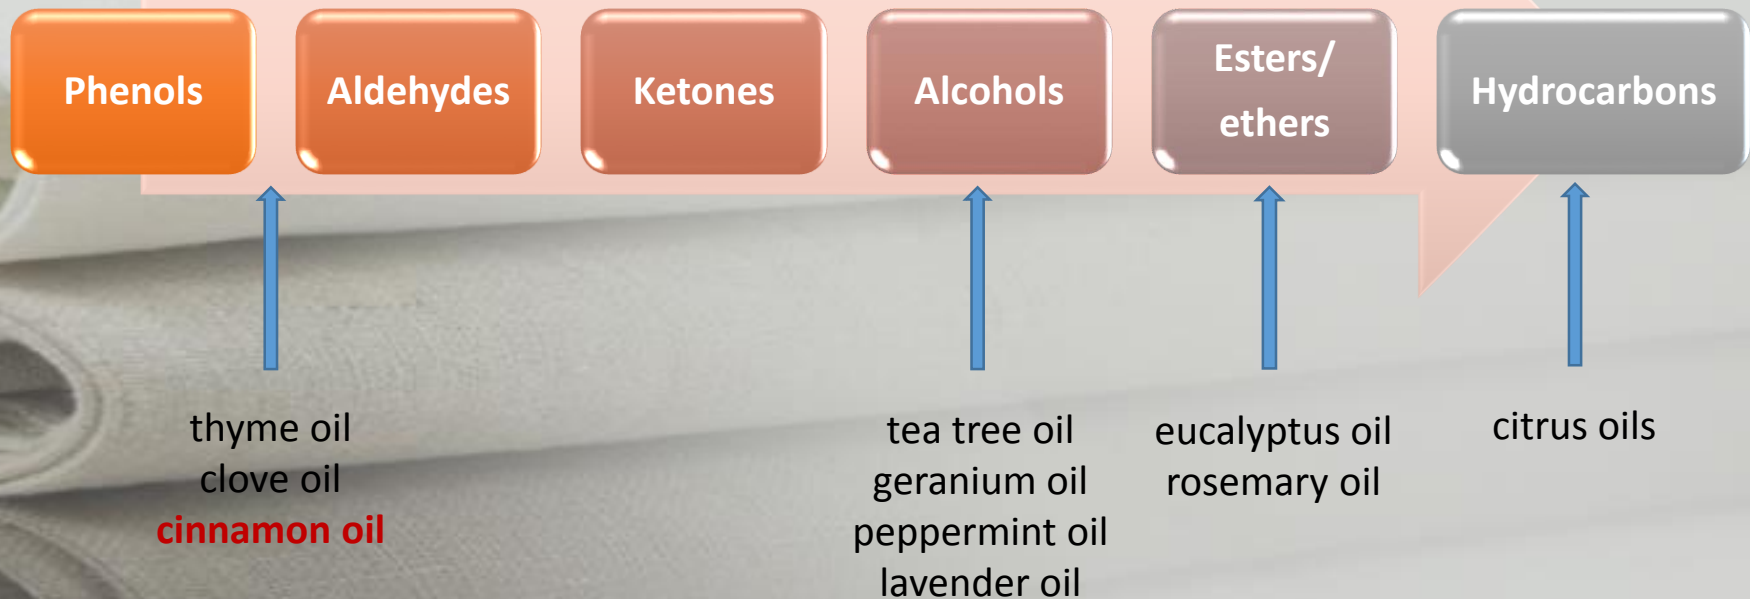 Phenols
Aldehydes
Ketones
Alcohols
Esters/
ethers
Hydrocarbons
thyme oil
clove oil
cinnamon oil
tea tree oil
geranium oil
peppermint oil
lavender oil
eucalyptus oil
rosemary oil
citrus oils